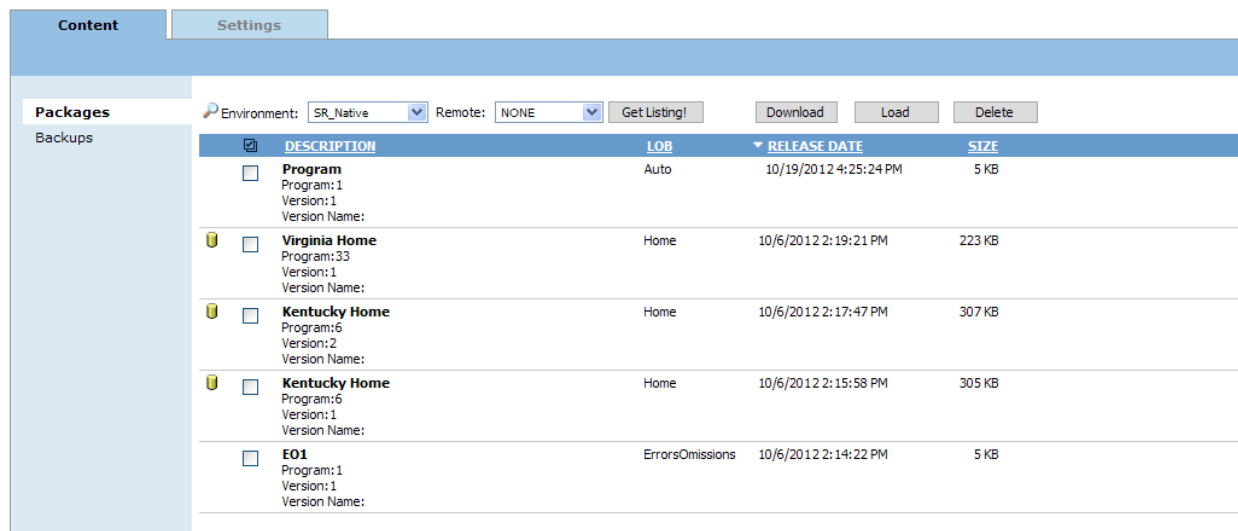 Content Settings
Packages
Backups
Environment: SR_Native Remote: NONE Get Listing! Download Load Delete
DESCRIPTION LOB RELEASE DATE SIZE
Program Auto 10/19/2012 4:25:24 PM 5 KB
Program:1
Version:1
Version Name:
Virginia Home Home 10/6/2012 2:19:21 PM 223 KB
Program:33
Version:1
Version Name:
Kentucky Home Home 10/6/2012 2:17:47 PM 307 KB
Program:6
Version:2
Version Name:
Kentucky Home Home 10/6/2012 2:15:58 PM 305 KB
Program:6
Version:1
Version Name:
EO1 ErrorsOmissions 10/6/2012 2:14:22 PM 5 KB
Program:1
Version:1
Version Name: